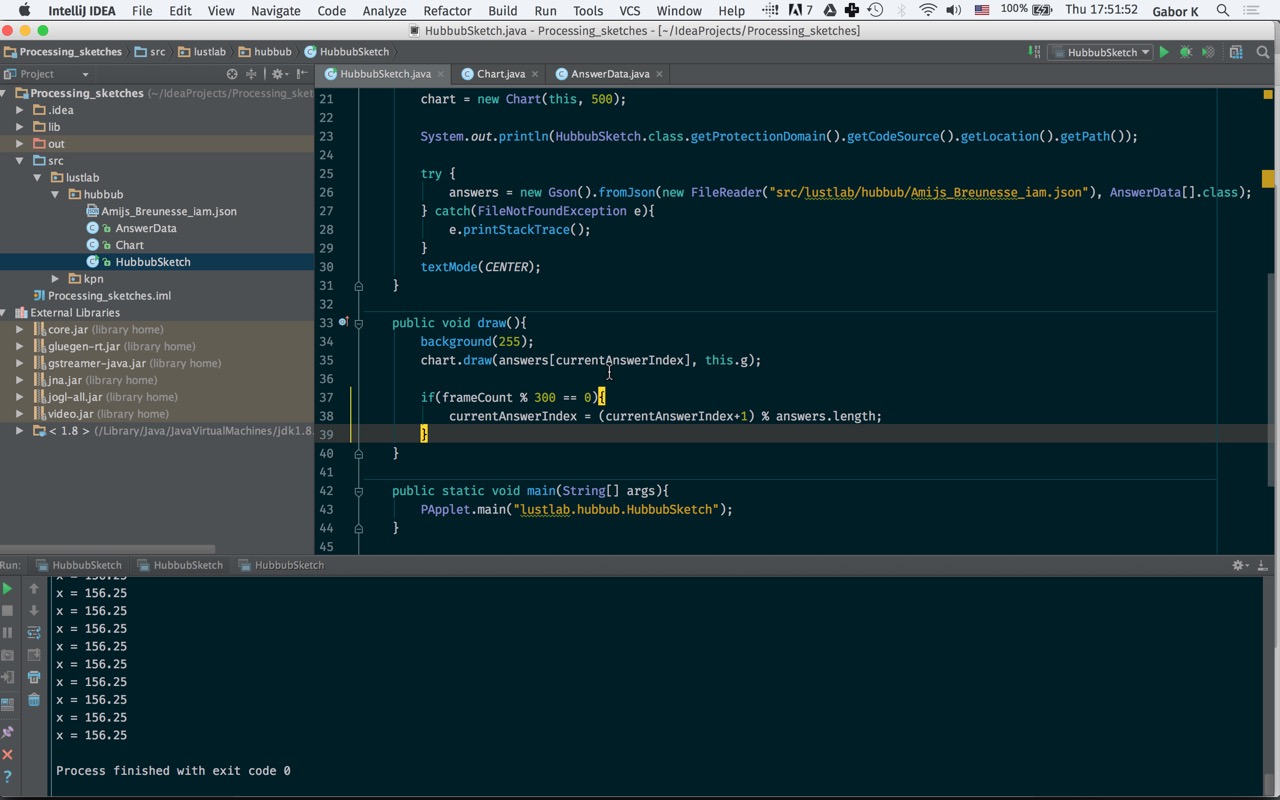 IntelliJ IDEA File Edit View Navigate Code Analyze Refactor Build Run Tools VCS Window Help 7 100% Thu 17:51:52 Gabor K
HubbubSketch.java - Processing_sketches - [~/IdeaProjects/Processing_sketches]
Processing_sketches src lustlab hubbub HubbubSketch HubbubSketch
Project HubbubSketch.java Chart.java AnswerData.java
Processing_sketches (~/IdeaProjects/Processing_sket
.idea
lib
out
src
lustlab
hubbub
Amijs_Breunesse_iam.json
AnswerData
Chart
HubbubSketch
kpn
Processing_sketches.iml
External Libraries
core.jar (library home)
gluegen-rt.jar (library home)
gstreamer-java.jar (library home)
jna.jar (library home)
jogl-all.jar (library home)
video.jar (library home)
< 1.8 > (/Library/Java/JavaVirtualMachines/jdk1.8.
21 chart = new Chart(this, 500);
22
23 System.out.println(HubbubSketch.class.getProtectionDomain().getCodeSource().getLocation().getPath());
24
25 try {
26 answers = new Gson().fromJson(new FileReader("src/lustlab/hubbub/Amijs_Breunesse_iam.json"), AnswerData[].class);
27 } catch(FileNotFoundException e){
28 e.printStackTrace();
29 }
30 textMode(CENTER);
31 }
32
33 public void draw(){
34 background(255);
35 chart.draw(answers[currentAnswerIndex], this.g);
36
37 if(frameCount % 300 == 0){
38 currentAnswerIndex = (currentAnswerIndex+1) % answers.length;
39 }
40 }
41
42 public static void main(String[] args){
43 PApplet.main("lustlab.hubbub.HubbubSketch");
44 }
45
Run: HubbubSketch HubbubSketch HubbubSketch
x = 156.25
x = 156.25
x = 156.25
x = 156.25
x = 156.25
x = 156.25
x = 156.25
x = 156.25
x = 156.25
x = 156.25
Process finished with exit code 0